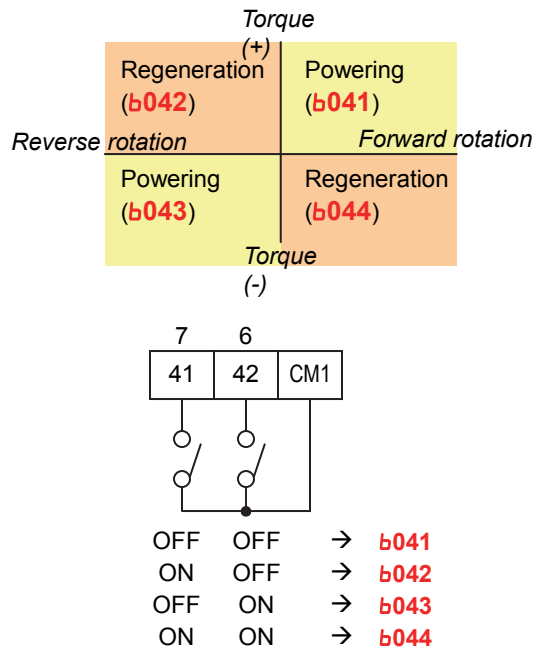 Torque
(+)
Regeneration
(b042)
Powering
(b041)
Reverse rotation
Forward rotation
Powering
(b043)
Regeneration
(b044)
Torque
(-)
7 6
41 42 CM1
OFF OFF → b041
ON OFF → b042
OFF ON → b043
ON ON → b044